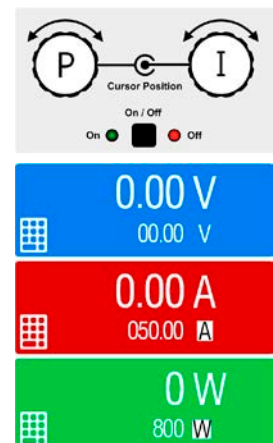 P I
Cursor Position
On / Off
On Off
0.00 V
00.00 V
0.00 A
050.00 A
0 W
800 W